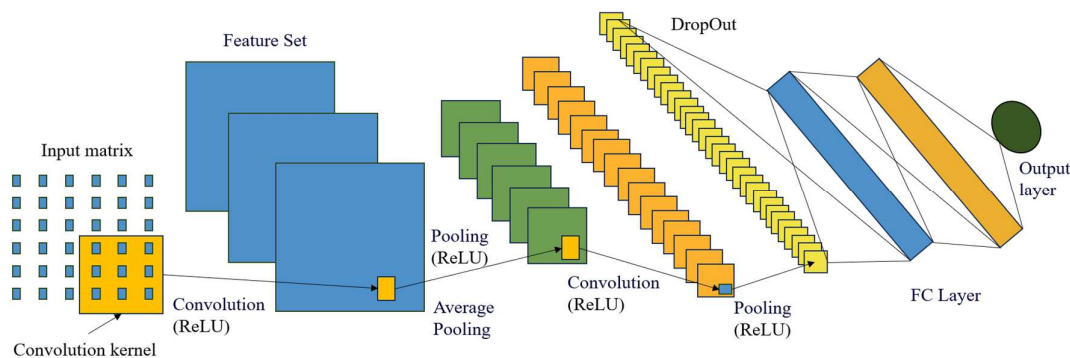 Feature Set
DropOut
Input matrix
Output
layer
Pooling
(ReLU)
Convolution
(ReLU)
Average
Pooling
Convolution
(ReLU)
Pooling
(ReLU)
FC Layer
Convolution kernel